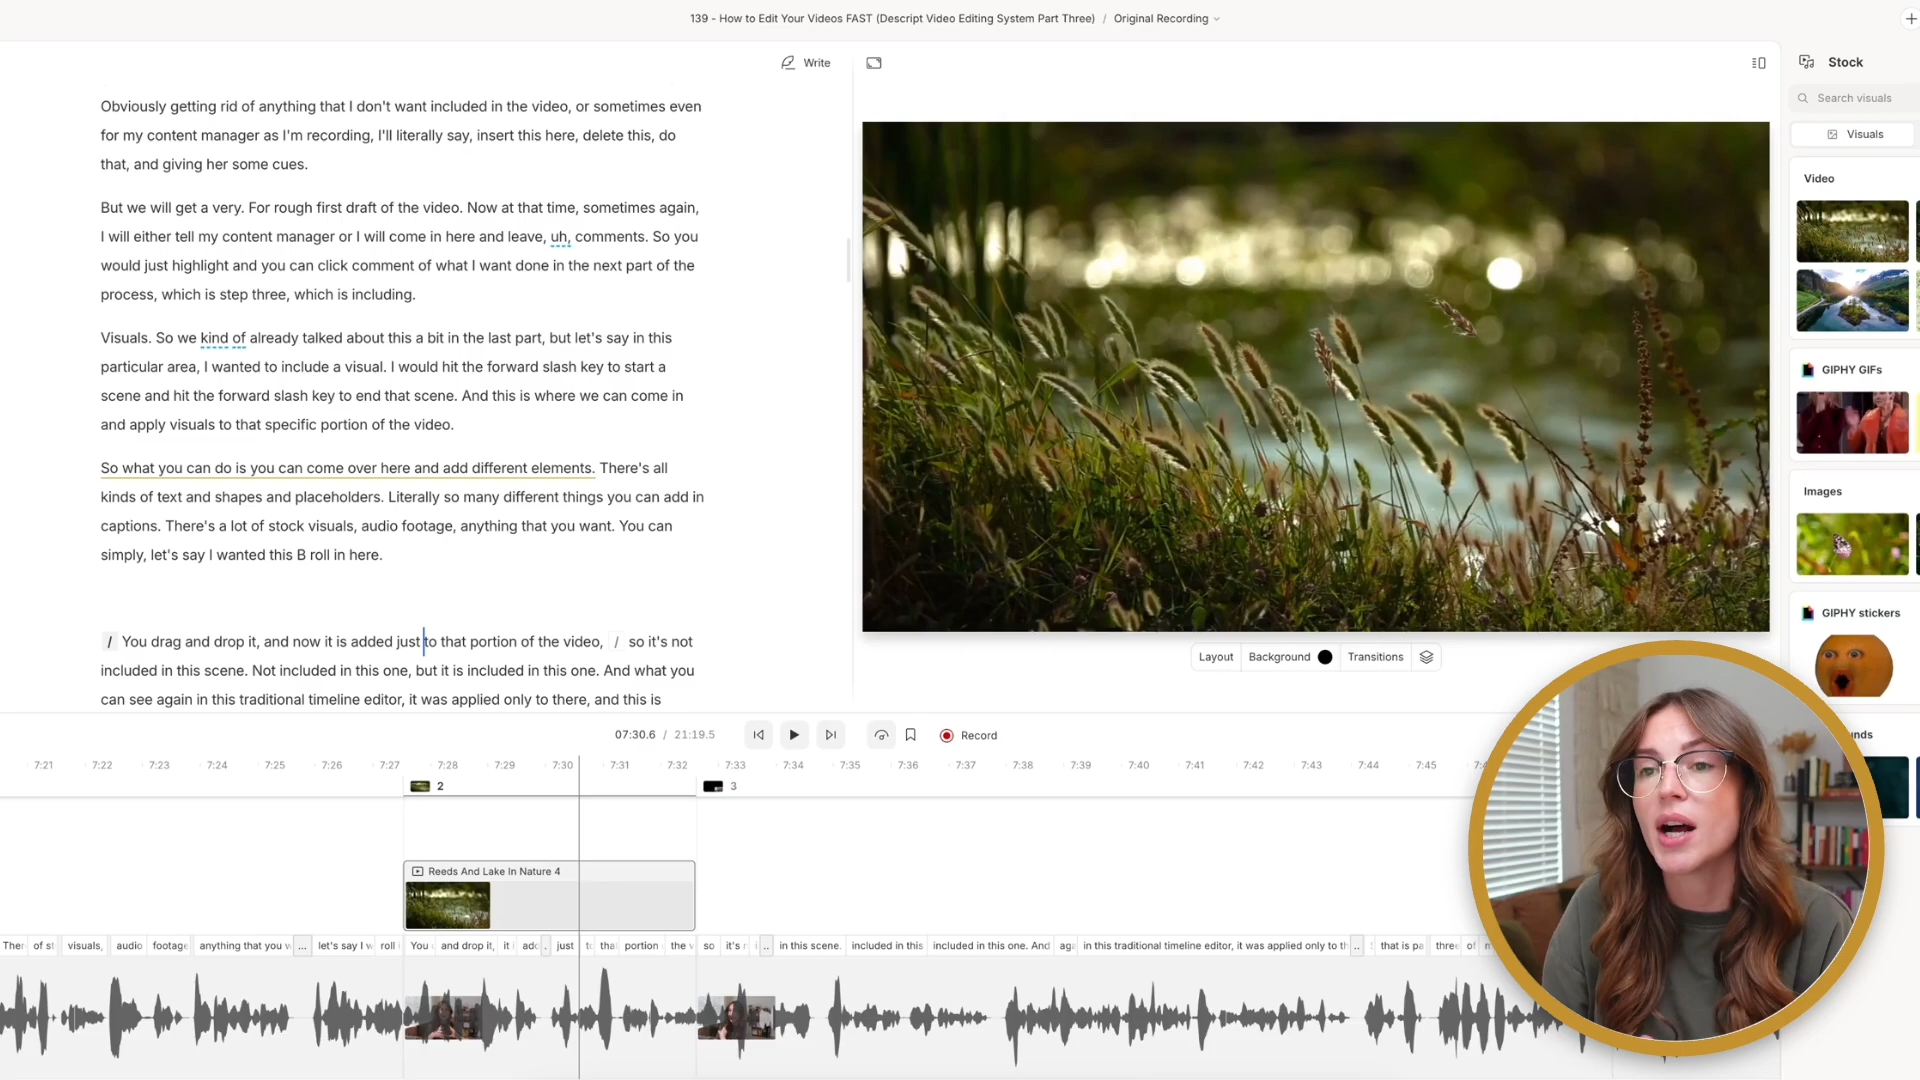 139 - How to Edit Your Videos FAST (Descript Video Editing System Part Three) / Original Recording
Write
Stock
Search visuals
Visuals
Obviously getting rid of anything that I don't want included in the video, or sometimes even
for my content manager as I'm recording, I'll literally say, insert this here, delete this, do
that, and giving her some cues.
But we will get a very. For rough first draft of the video. Now at that time, sometimes again,
I will either tell my content manager or I will come in here and leave, uh, comments. So you
would just highlight and you can click comment of what I want done in the next part of the
process, which is step three, which is including.
Visuals. So we kind of already talked about this a bit in the last part, but let's say in this
particular area, I wanted to include a visual. I would hit the forward slash key to start a
scene and hit the forward slash key to end that scene. And this is where we can come in
and apply visuals to that specific portion of the video.
So what you can do is you can come over here and add different elements. There's all
kinds of text and shapes and placeholders. Literally so many different things you can add in
captions. There's a lot of stock visuals, audio footage, anything that you want. You can
simply, let's say I wanted this B roll in here.
/ You drag and drop it, and now it is added just to that portion of the video, / so it's not
included in this scene. Not included in this one, but it is included in this one. And what you
can see again in this traditional timeline editor, it was applied only to there, and this is
Video
GIPHY GIFs
Images
GIPHY stickers
Layout
Background
Transitions
07:30.6 / 21:19.5
Record
7:21 7:22 7:23 7:24 7:25 7:26 7:27 7:28 7:29 7:30 7:31 7:32 7:33 7:34 7:35 7:36 7:37 7:38 7:39 7:40 7:41 7:42 7:43 7:44 7:45
2
3
Reeds And Lake In Nature 4
of st visuals, audio footage anything that you ... let's say I roll You and drop it, it just portion the so it's .. in this scene. included in this included in this one. And in this traditional timeline editor, it was applied only to .. that is of